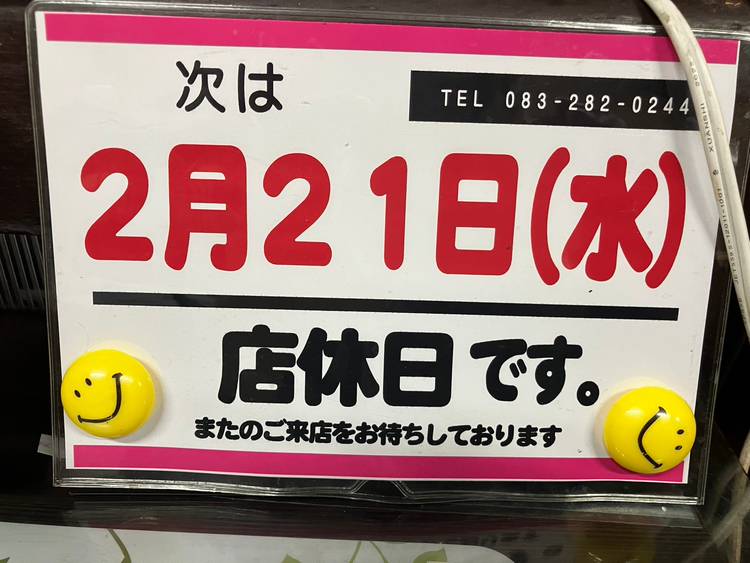 次は
TEL 083-282-0244
2月21日(水)
店休日です。
またのご来店をお待ちしております